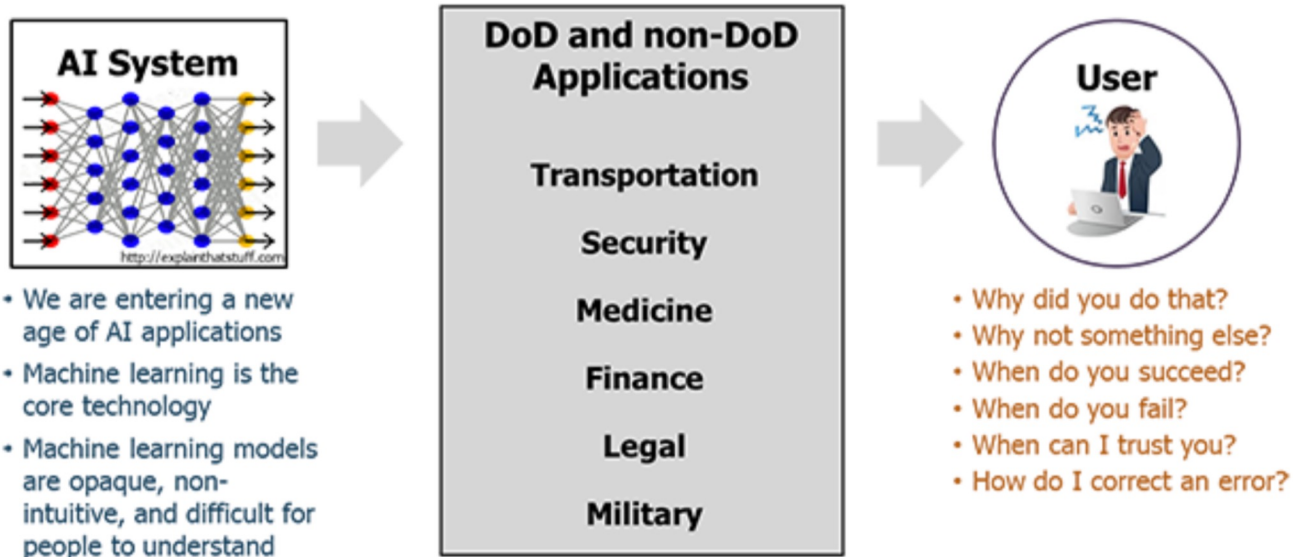 AI System
http://explainthatstuff.com
• We are entering a new
age of AI applications
• Machine learning is the
core technology
• Machine learning models
are opaque, non-
intuitive, and difficult for
people to understand
DoD and non-DoD
Applications
Transportation
Security
Medicine
Finance
Legal
Military
User
• Why did you do that?
• Why not something else?
• When do you succeed?
• When do you fail?
• When can I trust you?
• How do I correct an error?